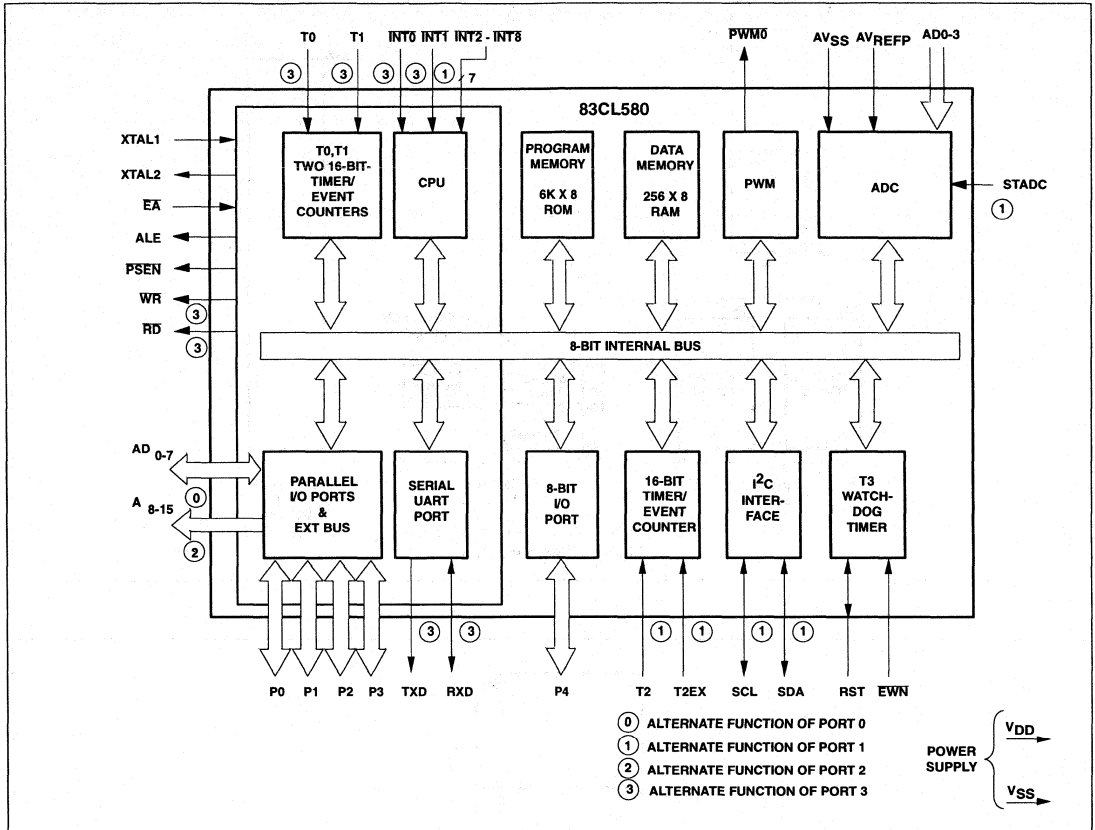 T0 T1 INT0 INT1 INT2 - INT8 PWM0 AVSS AVREFP AD0-3
3 3 3 3 1 7
83CL580
XTAL1
XTAL2
EA
ALE
PSEN
WR
3
RD
3
T0,T1
TWO 16-BIT-
TIMER/
EVENT
COUNTERS
CPU
PROGRAM
MEMORY
6K X 8
ROM
DATA
MEMORY
256 X 8
RAM
PWM
ADC
STADC
1
8-BIT INTERNAL BUS
AD 0-7
0
A 8-15
2
PARALLEL
I/O PORTS
&
EXT BUS
SERIAL
UART
PORT
8-BIT
I/O
PORT
16-BIT
TIMER/
EVENT
COUNTER
I2C
INTER-
FACE
T3
WATCH-
DOG
TIMER
3 3 1 1 1 1
P0 P1 P2 P3 TXD RXD P4 T2 T2EX SCL SDA RST EWN
0 ALTERNATE FUNCTION OF PORT 0
1 ALTERNATE FUNCTION OF PORT 1
2 ALTERNATE FUNCTION OF PORT 2
3 ALTERNATE FUNCTION OF PORT 3
POWER
SUPPLY
VDD
VSS